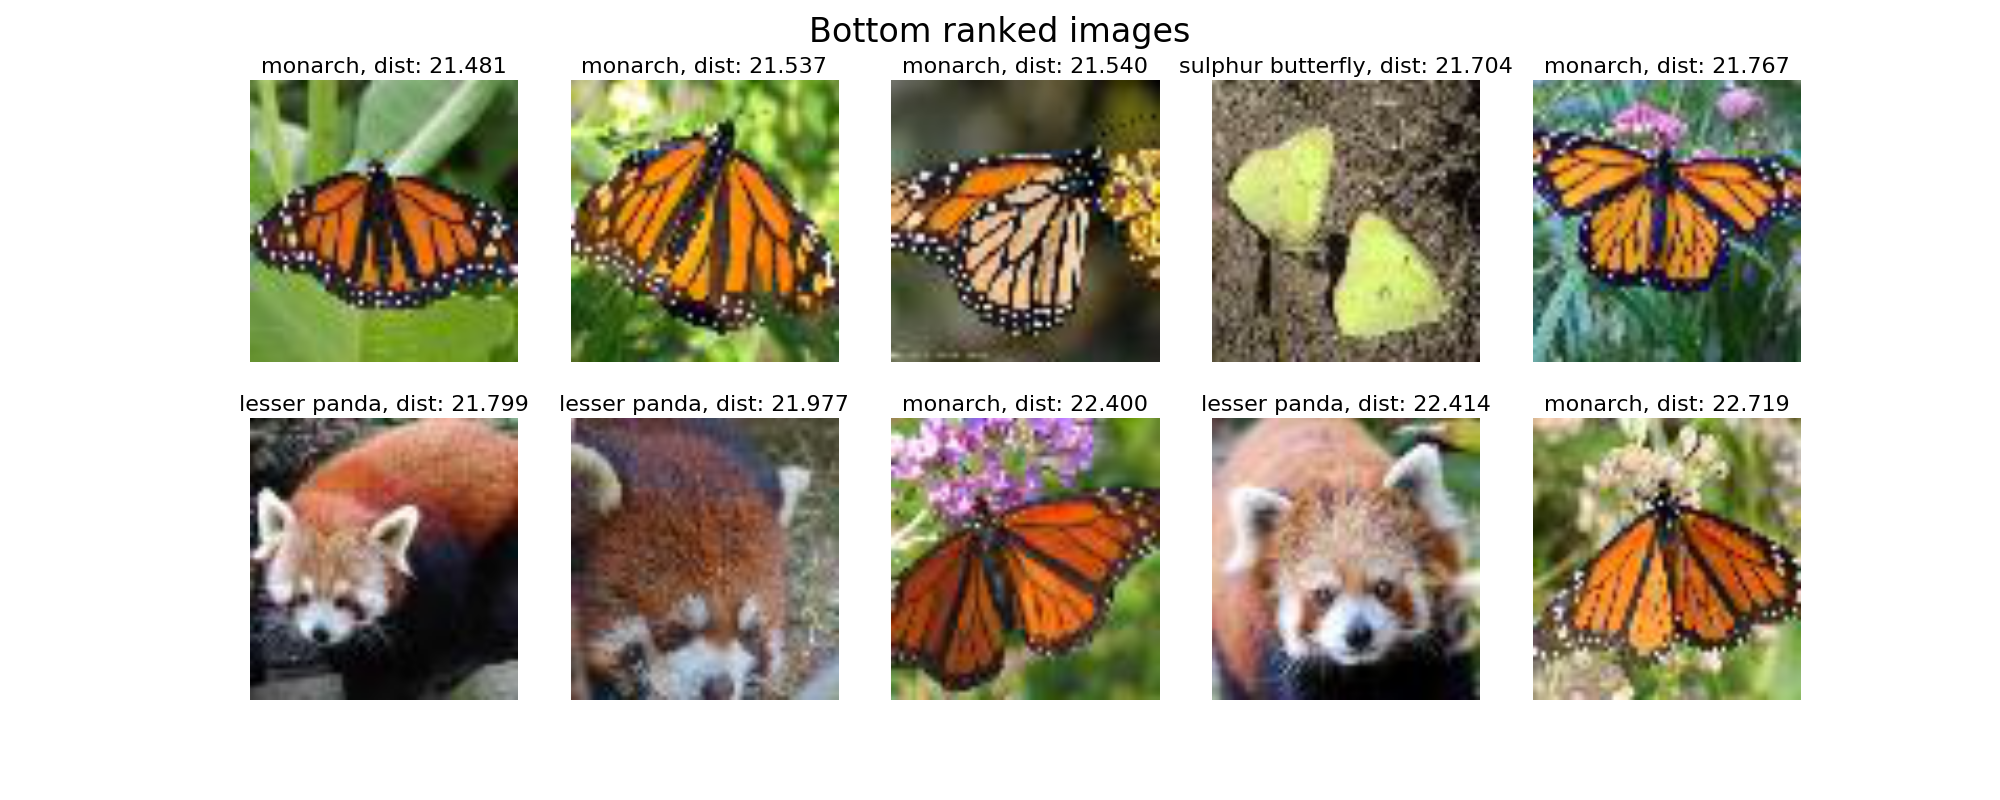 Bottom ranked images
monarch, dist: 21.481
monarch, dist: 21.537
monarch, dist: 21.540
sulphur butterfly, dist: 21.704
monarch, dist: 21.767
lesser panda, dist: 21.799
lesser panda, dist: 21.977
monarch, dist: 22.400
lesser panda, dist: 22.414
monarch, dist: 22.719